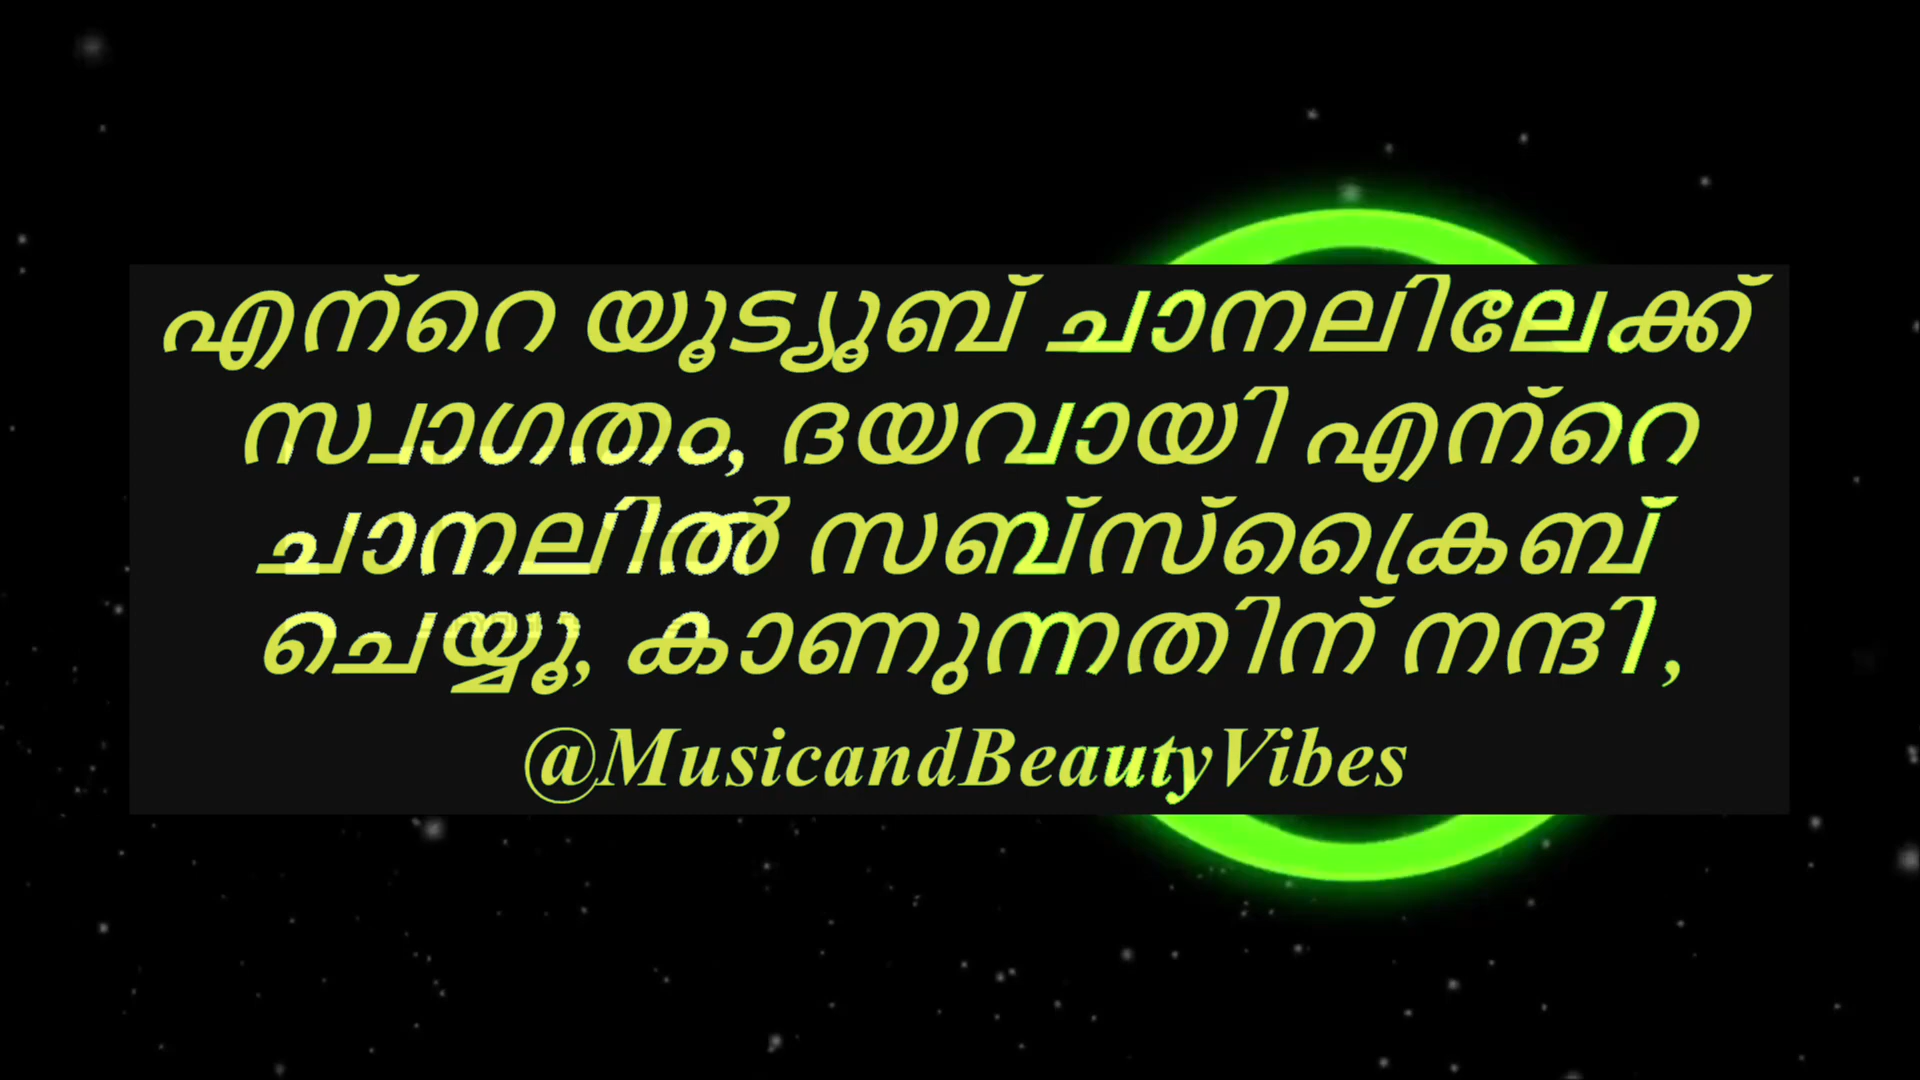 എന്റെ യൂട്യൂബ് ചാനലിലേക്ക്
സ്വാഗതം, ദയവായി എന്റെ
ചാനലിൽ സബ്സ്ക്രൈബ്
ചെയ്യൂ, കാണുന്നതിന് നന്ദി,
@MusicandBeautyVibes